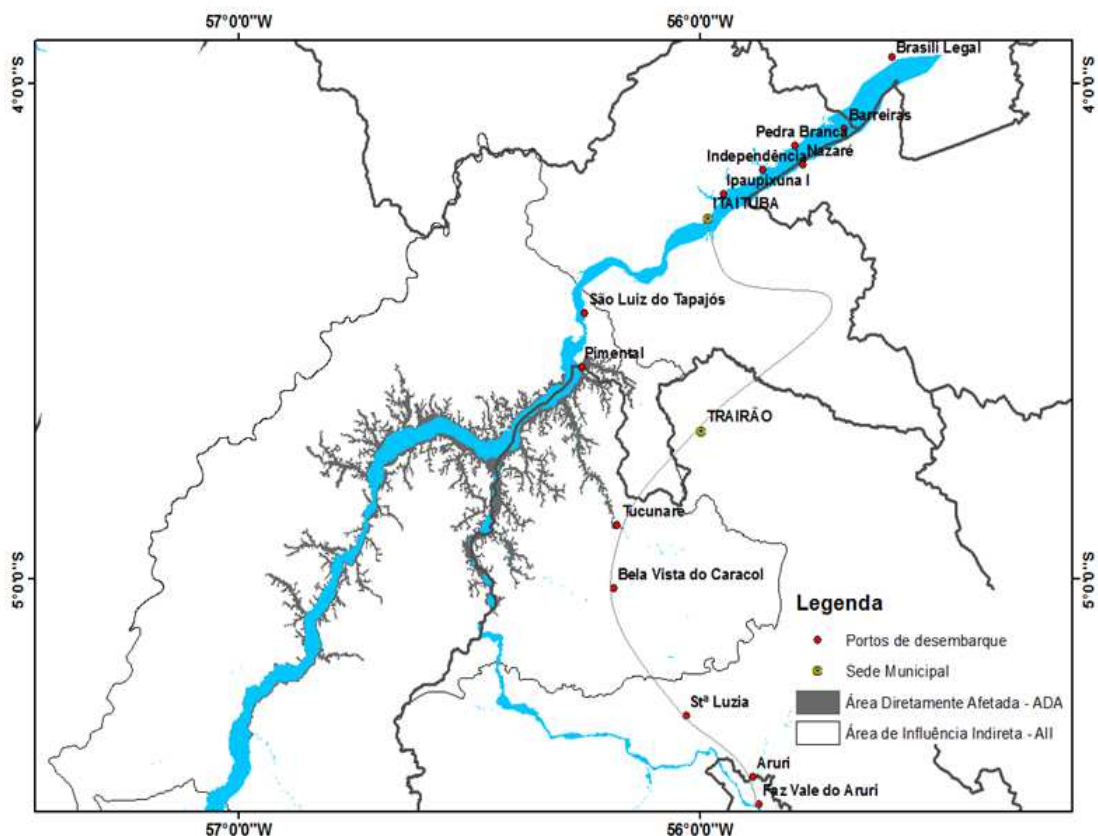 57°0'0"W
56°0'0"W
Brasili Legal
4°0'0"S
4°0'0"S
Barreiras
Pedra Branca
Nazaré
Independência
Ipaupixuna I
ITAITUBA
São Luiz do Tapajós
Pimental
TRAIRÃO
Tucunaré
5°0'0"S
Bela Vista do Caracol
5°0'0"S
Legenda
Portos de desembarque
Sede Municipal
Stª Luzia
Área Diretamente Afetada - ADA
Área de Influência Indireta - AII
Aruri
Faz Vale do Aruri
57°0'0"W
56°0'0"W